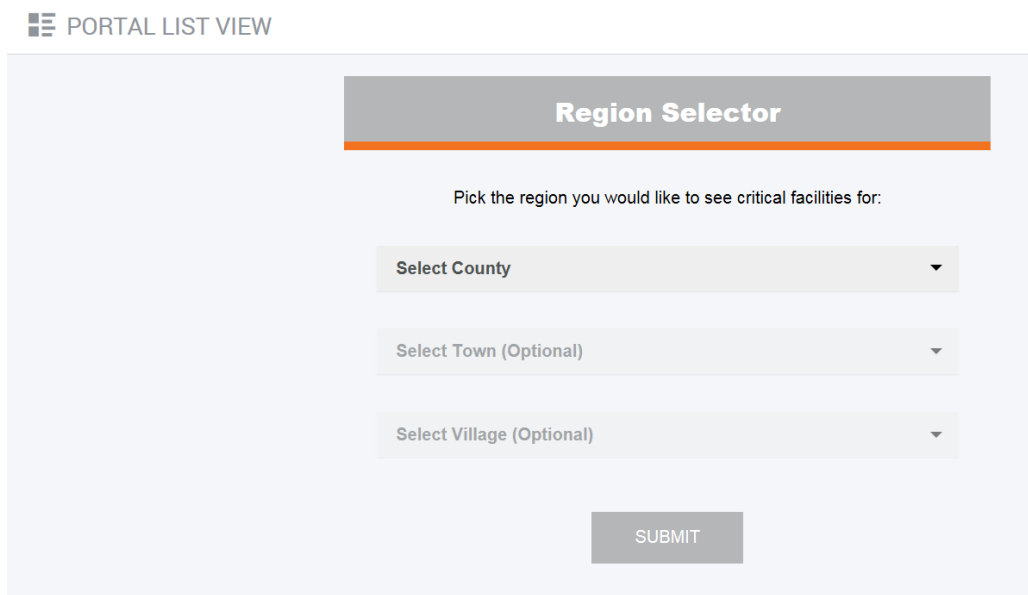 PORTAL LIST VIEW
Region Selector
Pick the region you would like to see critical facilities for:
Select County
Select Town (Optional)
Select Village (Optional)
SUBMIT